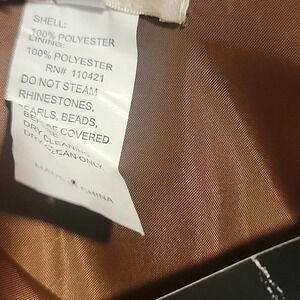 SHELL:
100% POLYESTER
LINING:
100% POLYESTER
RN# 110421
DO NOT STEAM
RHINESTONES,
PEARLS, BEADS,
BEFORE COVERED
DRY CLEANING
DRY CLEAN ONLY.
MADE IN CHINA